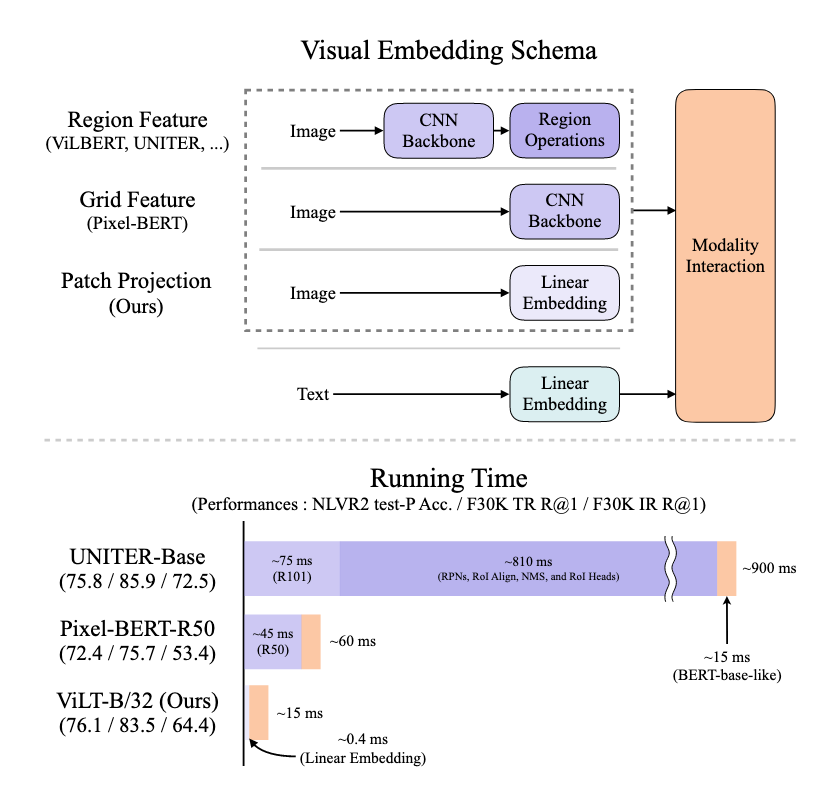 Visual Embedding Schema
Region Feature
(ViLBERT, UNITER, ...)
Image
CNN
Backbone
Region
Operations
Grid Feature
(Pixel-BERT)
Image
CNN
Backbone
Patch Projection
(Ours)
Image
Linear
Embedding
Text
Linear
Embedding
Modality
Interaction
Running Time
(Performances : NLVR2 test-P Acc. / F30K TR R@1 / F30K IR R@1)
UNITER-Base
(75.8 / 85.9 / 72.5)
~75 ms
(R101)
~810 ms
(RPNs, RoI Align, NMS, and RoI Heads)
~900 ms
~15 ms
(BERT-base-like)
Pixel-BERT-R50
(72.4 / 75.7 / 53.4)
~45 ms
(R50)
~60 ms
ViLT-B/32 (Ours)
(76.1 / 83.5 / 64.4)
~15 ms
~0.4 ms
(Linear Embedding)